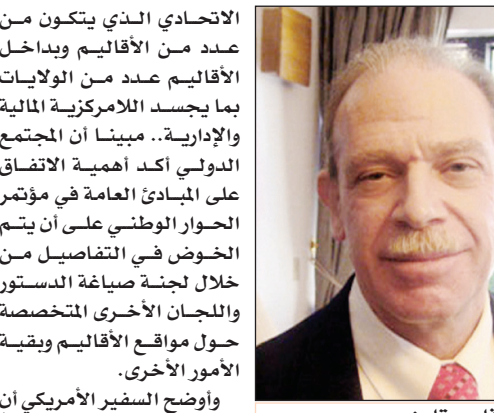 الاتحادي الذي يتكون من
عدد من الأقاليم وبداخل
الأقاليم عدد من الولايات
بما يجسد اللامركزية المالية
والإدارية.. مبينا أن المجتمع
الدولي أكد أهمية الاتفاق
على المبادئ العامة في مؤتمر
الحوار الوطني على أن يتم
الخوض في التفاصيل من
خلال لجنة صياغة الدستور
واللجان الأخرى المتخصصة
حول مواقع الأقاليم وبقية
الأمور الأخرى.
وأوضح السفير الأمريكي أن